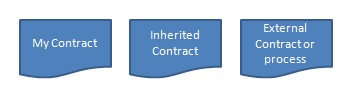 My Contract
Inherited
Contract
External
Contract or
process